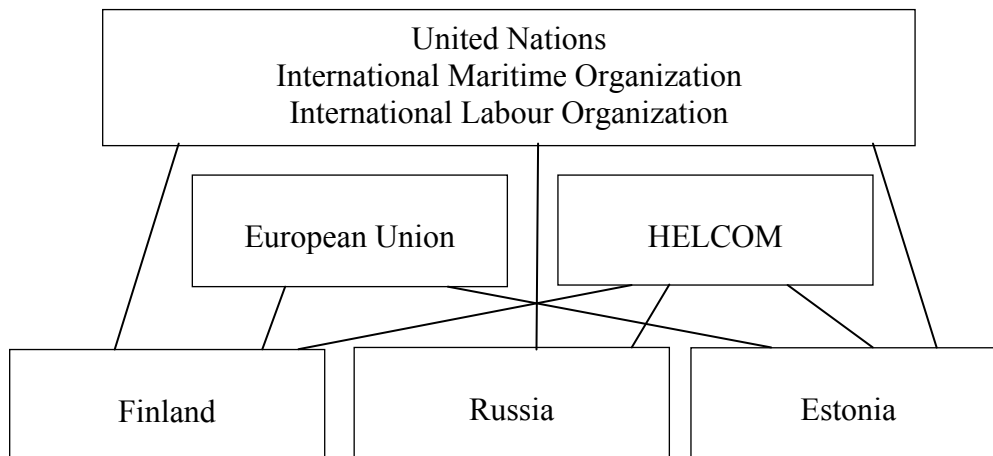 United Nations
International Maritime Organization
International Labour Organization
European Union
HELCOM
Finland
Russia
Estonia